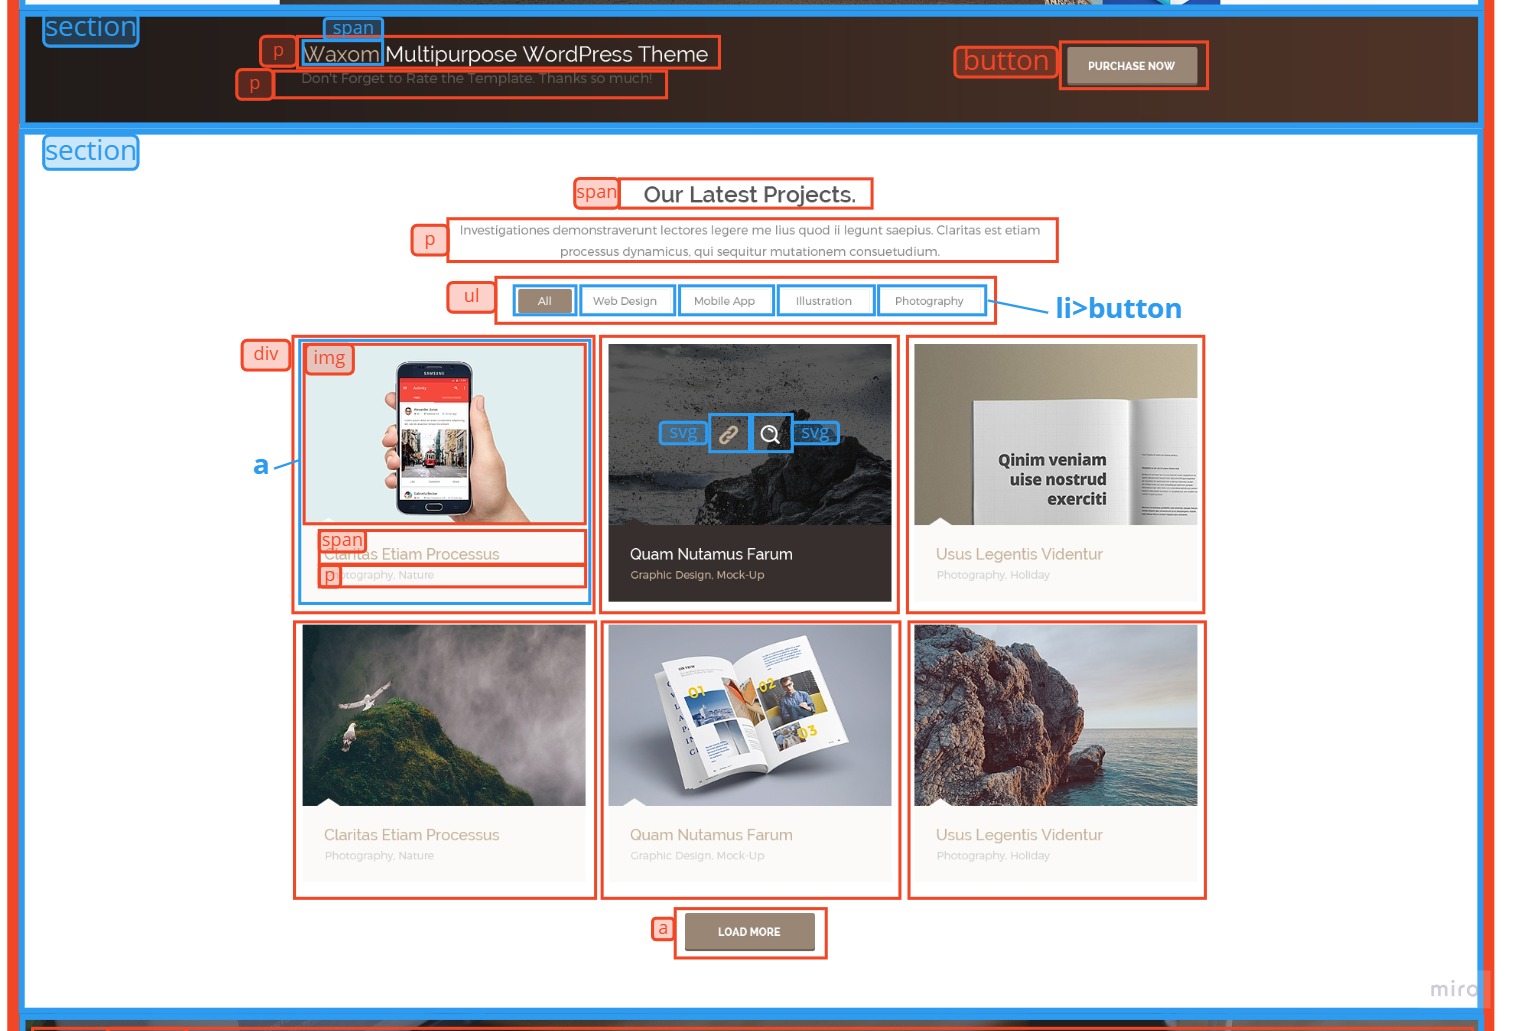 section
span
p
Waxom Multipurpose WordPress Theme
button
PURCHASE NOW
p
Don't Forget to Rate the Template. Thanks so much!
section
span
Our Latest Projects.
p
Investigationes demonstraverunt lectores legere me lius quod ii legunt saepius. Claritas est etiam
processus dynamicus, qui sequitur mutationem consuetudium.
ul
All
Web Design
Mobile App
Illustration
Photography
li>button
div
img
a
SAMSUNG
Activity
svg
svg
Qinim veniam
uise nostrud
exerciti
span
Claritas Etiam Processus
p
Photography, Nature
Quam Nutamus Farum
Graphic Design, Mock-Up
Usus Legentis Videntur
Photography, Holiday
01
02
03
Claritas Etiam Processus
Photography, Nature
Quam Nutamus Farum
Graphic Design, Mock-Up
Usus Legentis Videntur
Photography, Holiday
a
LOAD MORE
miro